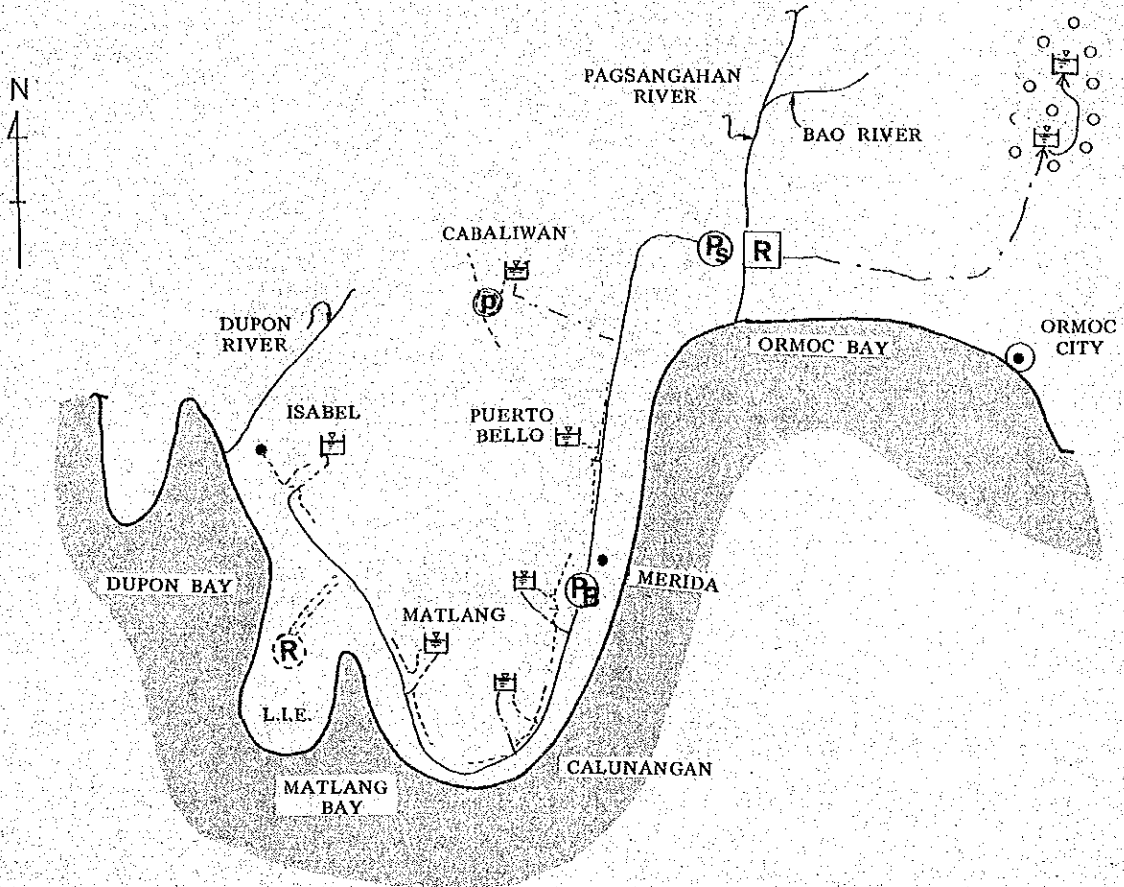 N
PAGSANGAHAN
RIVER
BAO RIVER
CABALIWAN
Ps
R
P
DUPON
RIVER
ORMOC BAY
ORMOC
CITY
ISABEL
PUERTO
BELLO
DUPON BAY
PB
MERIDA
MATLANG
R
L.I.E.
CALUNANGAN
MATLANG
BAY